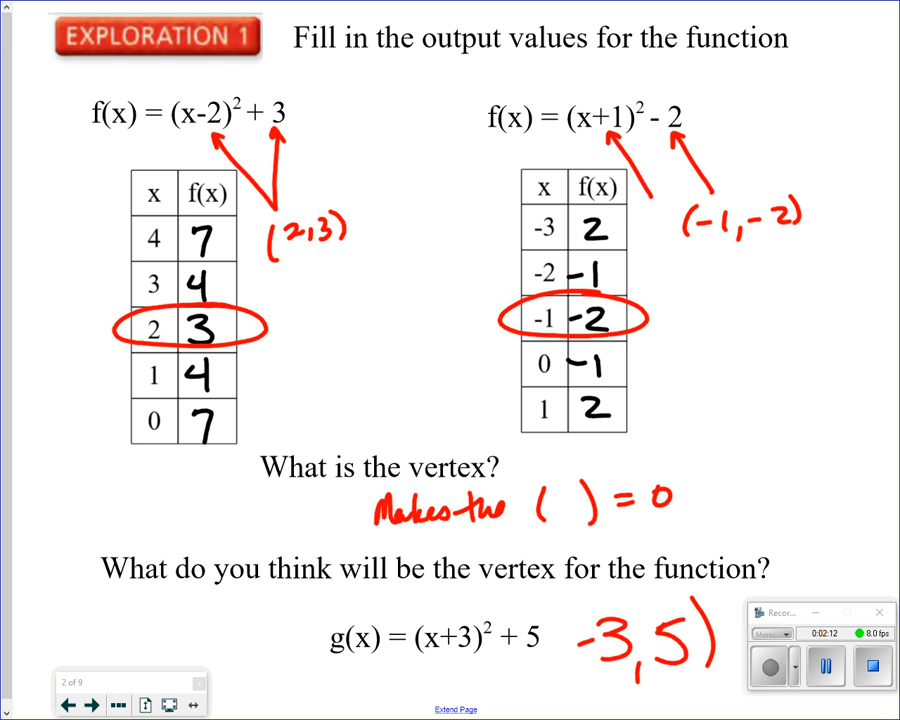 EXPLORATION 1 Fill in the output values for the function
f(x) = (x-2)² + 3
f(x) = (x+1)² - 2
x f(x)
4 7
3 4
2 3
1 4
0 7
(2,3)
x f(x)
-3 2
-2 -1
-1 -2
0 -1
1 2
(-1,-2)
What is the vertex?
Makes the ( ) = 0
What do you think will be the vertex for the function?
g(x) = (x+3)² + 5 -3,5)
Recor...
Menu 0:02:12 8.0 fps
2 of 9
Extend Page